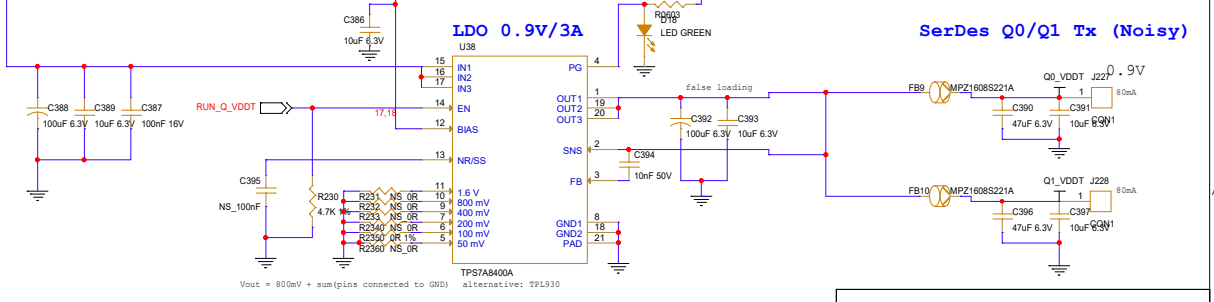 C386
10uF 6.3V
LDO 0.9V/3A
U38
R0603
D18
LED GREEN
SerDes Q0/Q1 Tx (Noisy)
15
16
17
IN1
IN2
IN3
PG
4
C388
100uF 6.3V
C389
10uF 6.3V
C387
100nF 16V
RUN_Q_VDDT
17,18
14
EN
12
BIAS
OUT1
OUT2
OUT3
1
19
20
false loading
C392
100uF 6.3V
C393
10uF 6.3V
FB9
MPZ1608S221A
Q0_VDDT
J227
0.9V
1
80mA
CON1
C390
47uF 6.3V
C391
10uF 6.3V
13
NR/SS
SNS
2
C394
10nF 50V
FB
3
C395
NS_100nF
R230
4.7K 1%
R231 NS_0R
R232 NS_0R
R233 NS_0R
R2340 NS_0R
R2350 0R 1%
R2360 NS_0R
11
10
9
7
6
5
1.6 V
800 mV
400 mV
200 mV
100 mV
50 mV
GND1
GND2
PAD
8
18
21
FB10
MPZ1608S221A
Q1_VDDT
J228
1
80mA
CON1
C396
47uF 6.3V
C397
10uF 6.3V
TPS7A8400A
Vout = 800mV + sum(pins connected to GND) alternative: TPL930